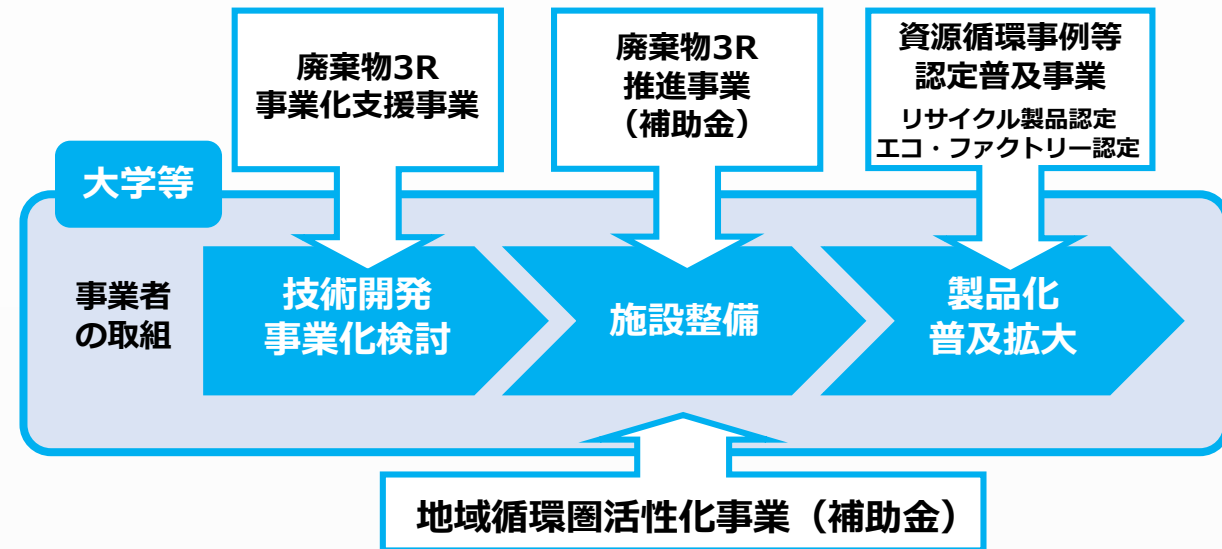 廃棄物3R
事業化支援事業
廃棄物3R
推進事業
（補助金）
資源循環事例等
認定普及事業
リサイクル製品認定
エコ・ファクトリー認定
大学等
事業者
の取組
技術開発
事業化検討
施設整備
製品化
普及拡大
地域循環圏活性化事業（補助金）